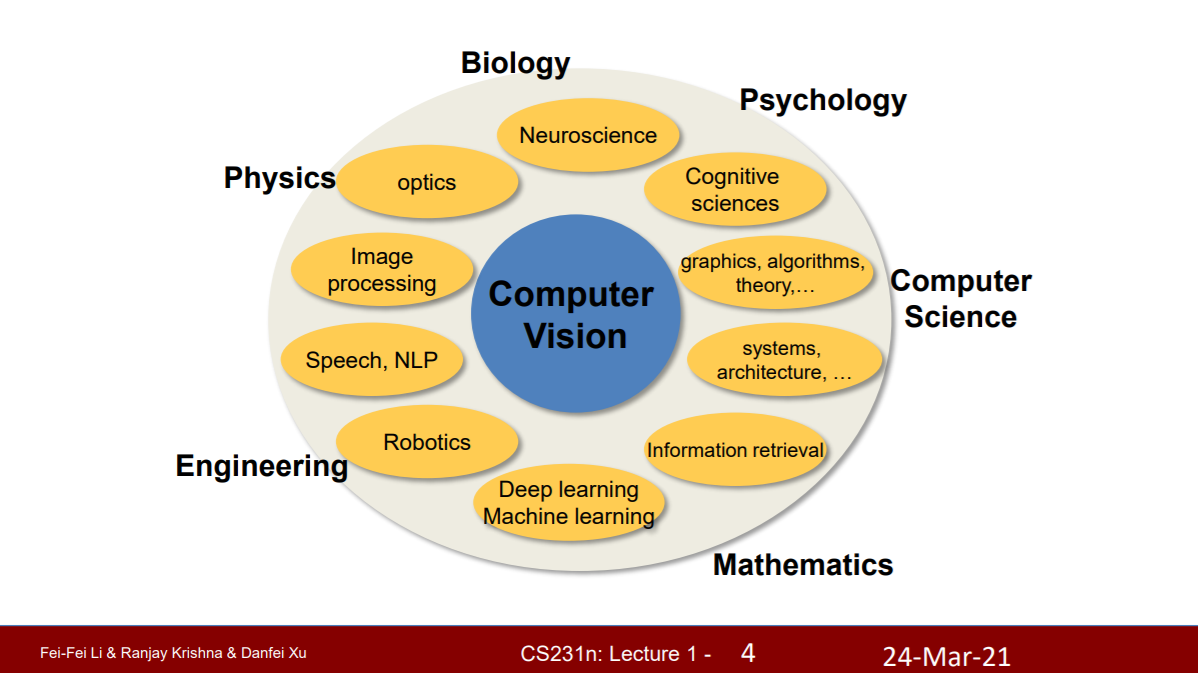 Biology
Psychology
Neuroscience
Physics
optics
Cognitive
sciences
Image
processing
Computer
Vision
graphics, algorithms,
theory,…
Computer
Science
Speech, NLP
systems,
architecture, …
Robotics
Information retrieval
Engineering
Deep learning
Machine learning
Mathematics
Fei-Fei Li & Ranjay Krishna & Danfei Xu
CS231n: Lecture 1 - 4
24-Mar-21